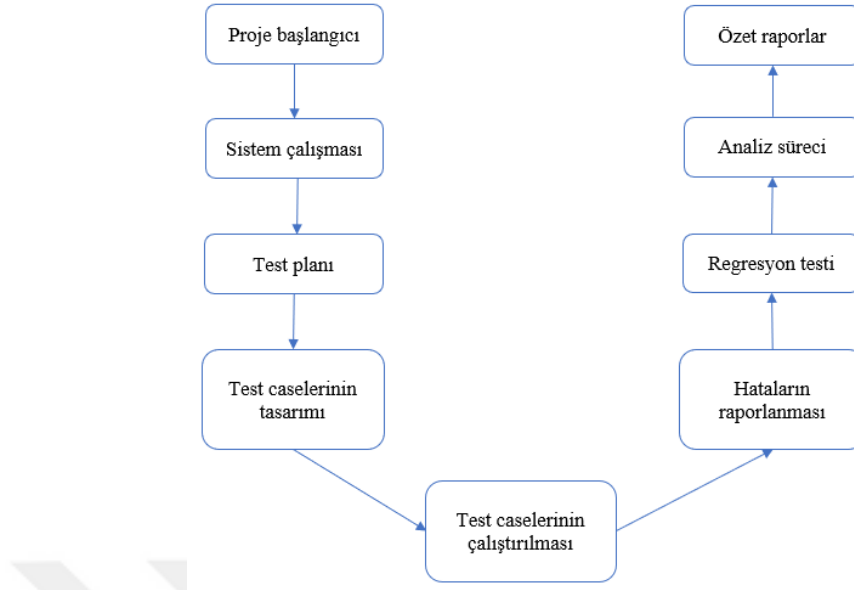 Proje başlangıcı
Sistem çalışması
Test planı
Test caselerinin
tasarımı
Test caselerinin
çalıştırılması
Hataların
raporlanması
Regresyon testi
Analiz süreci
Özet raporlar